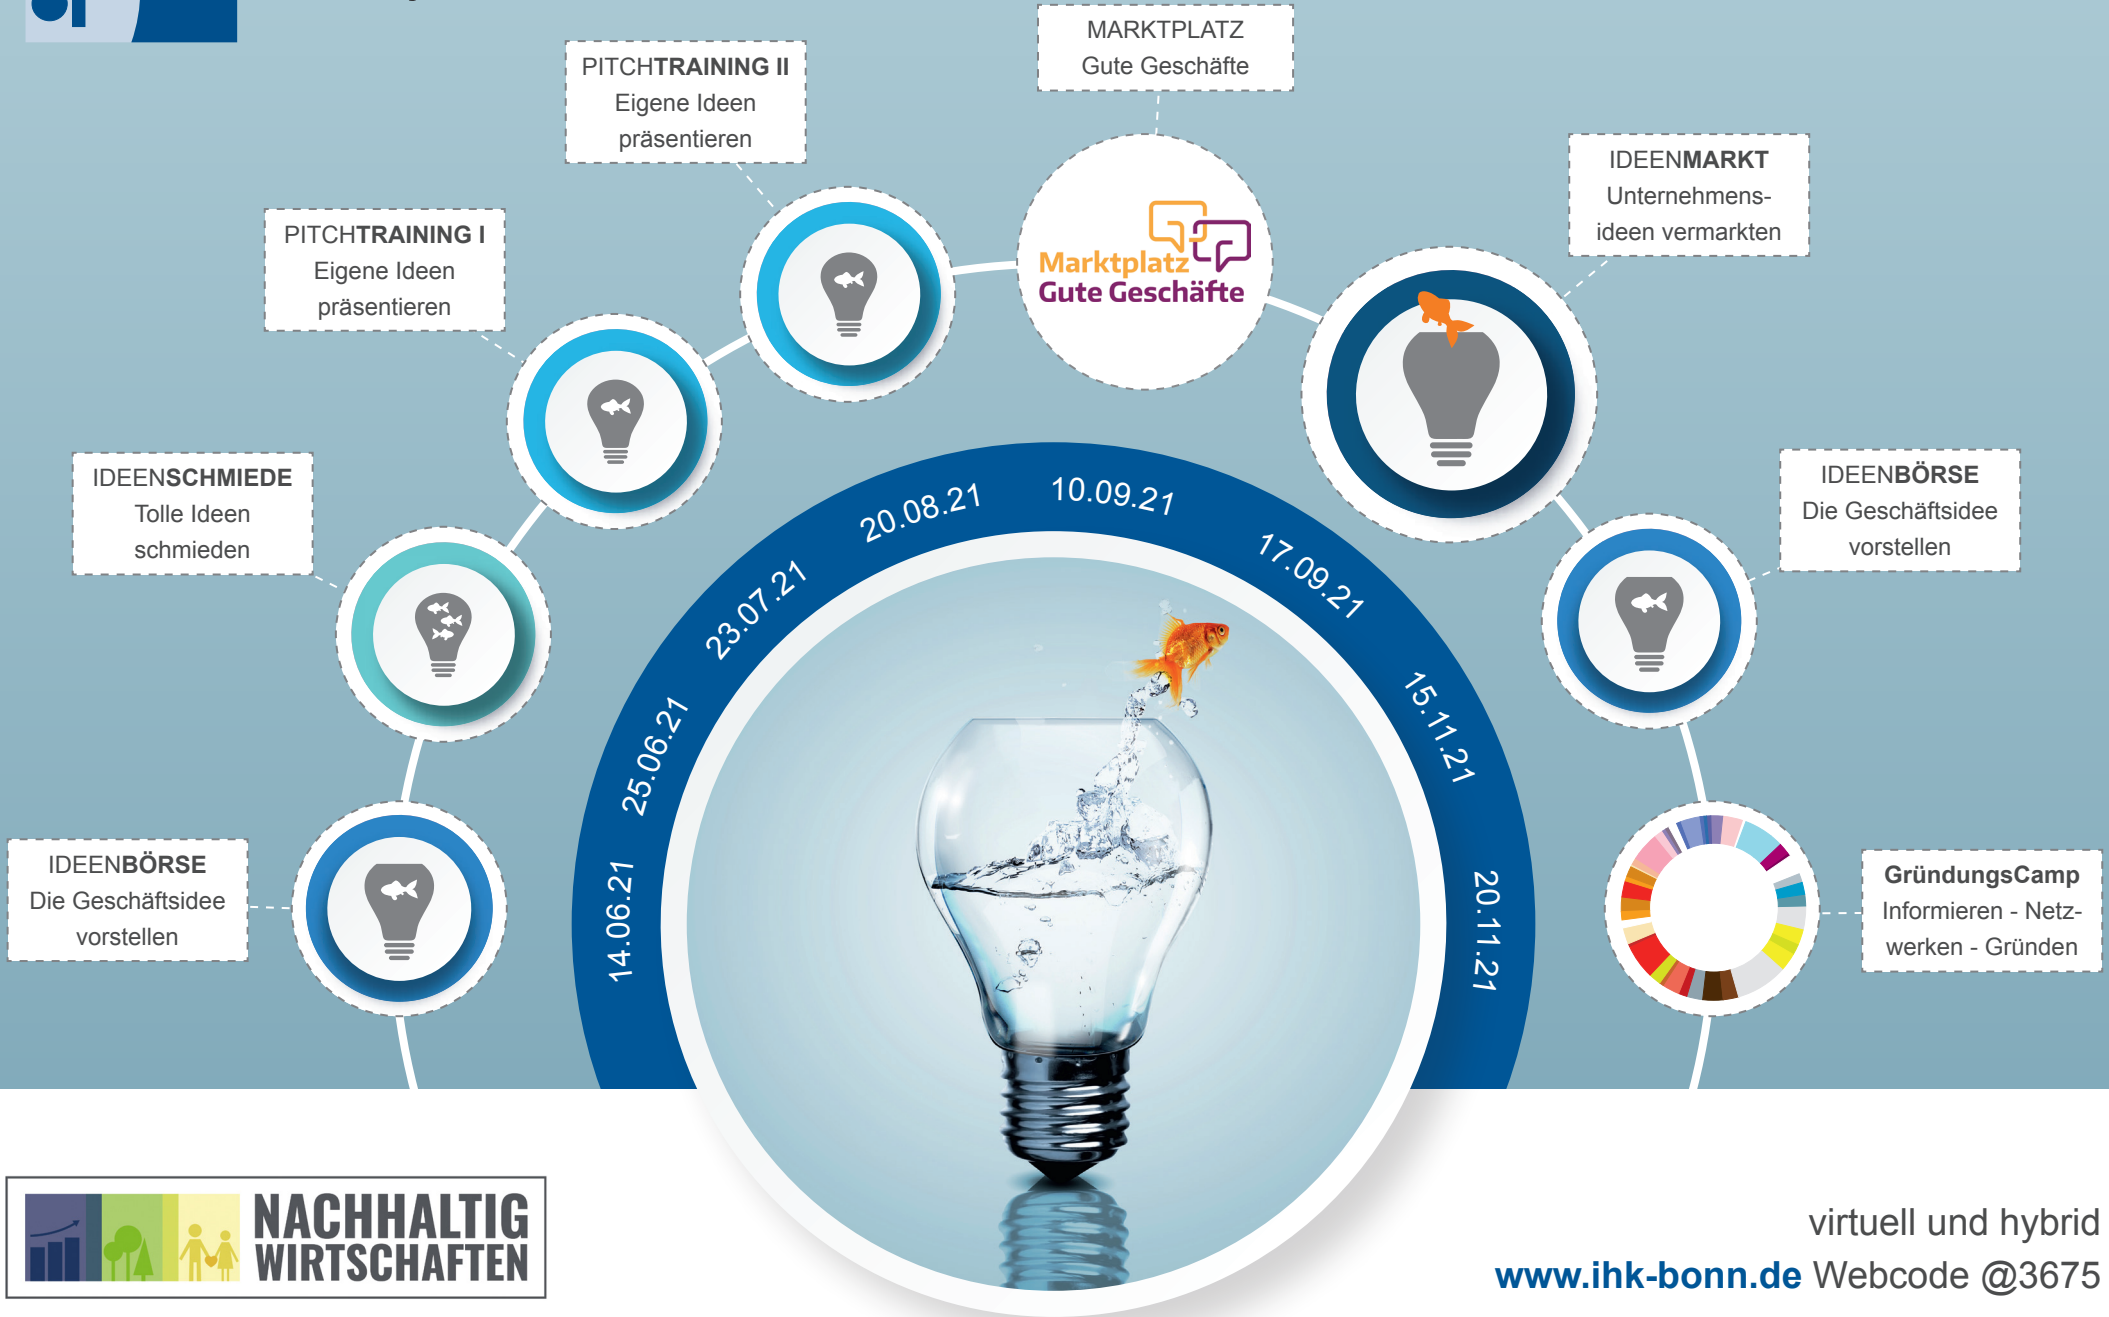 MARKTPLATZ
Gute Geschäfte
PITCHTRAINING II
Eigene Ideen
präsentieren
IDEENMARKT
Unternehmens-
ideen vermarkten
PITCHTRAINING I
Eigene Ideen
präsentieren
Marktplatz
Gute Geschäfte
IDEENSCHMIEDE
Tolle Ideen
schmieden
IDEENBÖRSE
Die Geschäftsidee
vorstellen
IDEENBÖRSE
Die Geschäftsidee
vorstellen
GründungsCamp
Informieren - Netz-
werken - Gründen
14.06.21
25.06.21
23.07.21
20.08.21
10.09.21
17.09.21
15.11.21
20.11.21
NACHHALTIG
WIRTSCHAFTEN
virtuell und hybrid
www.ihk-bonn.de Webcode @3675